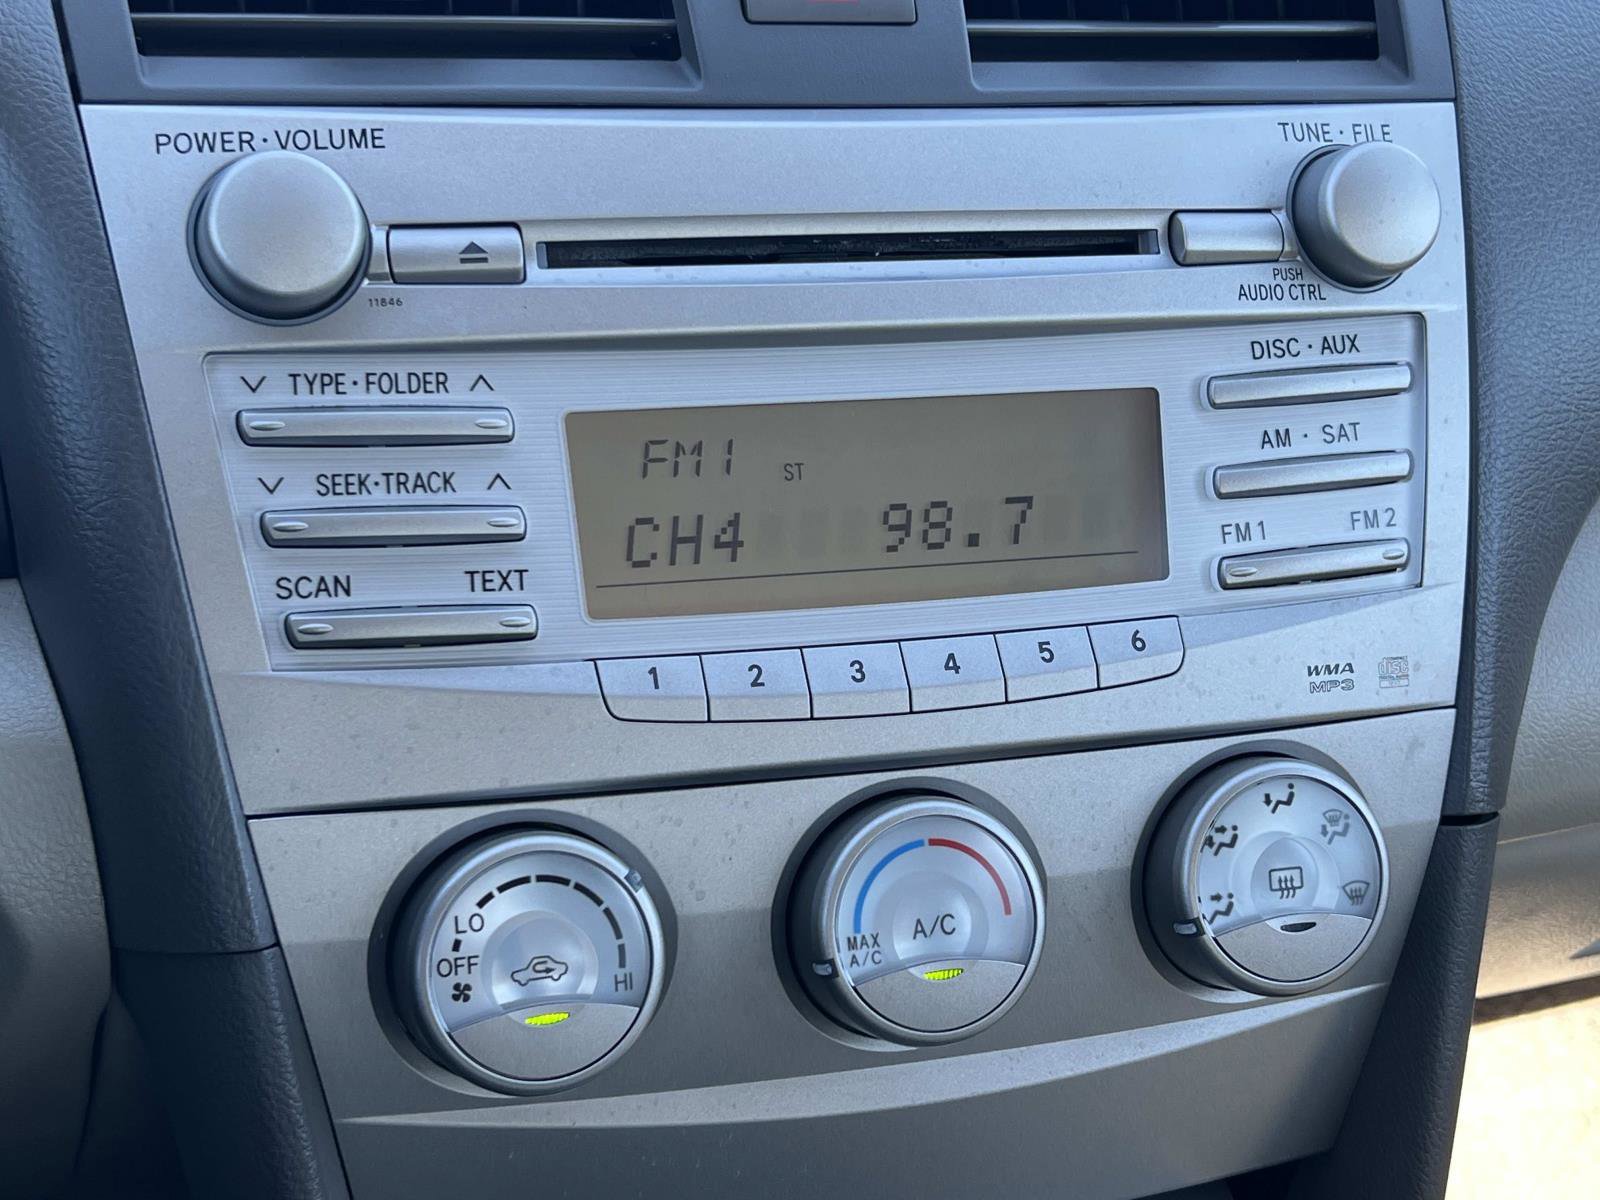 POWER · VOLUME
TUNE · FILE
11846
PUSH
AUDIO CTRL
TYPE · FOLDER
SEEK · TRACK
SCAN TEXT
FM1 ST
CH4 98.7
DISC · AUX
AM · SAT
FM1 FM2
1 2 3 4 5 6
WMA
MP3
disc
LO
OFF
HI
MAX
A/C
A/C